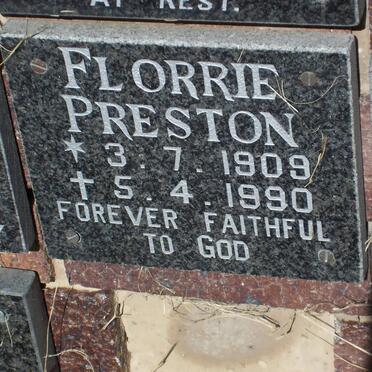 AT REST.
FLORRIE
PRESTON
* 3.7.1909
✝ 5.4.1990
FOREVER FAITHFUL
TO GOD